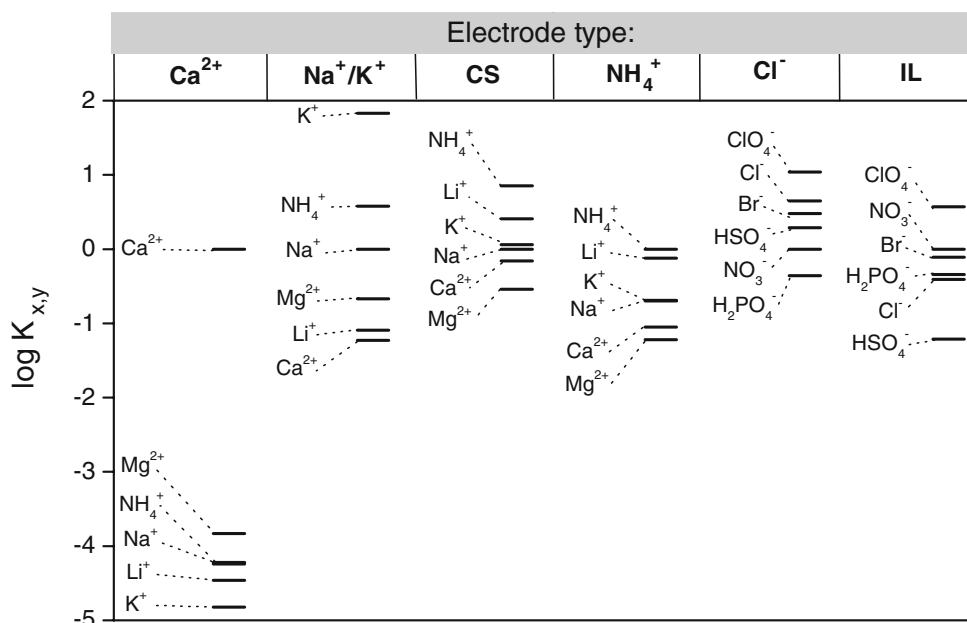 Electrode type:
Ca²⁺ Na⁺/K⁺ CS NH₄⁺ Cl⁻ IL
log K x,y
2
1
0
-1
-2
-3
-4
-5
Ca²⁺
Mg²⁺
NH₄⁺
Na⁺
Li⁺
K⁺
K⁺
NH₄⁺
Na⁺
Mg²⁺
Li⁺
Ca²⁺
NH₄⁺
Li⁺
K⁺
Na⁺
Ca²⁺
Mg²⁺
NH₄⁺
Li⁺
K⁺
Na⁺
Ca²⁺
Mg²⁺
ClO₄⁻
Cl⁻
Br⁻
HSO₄⁻
NO₃⁻
H₂PO₄⁻
ClO₄⁻
NO₃⁻
Br⁻
H₂PO₄⁻
Cl⁻
HSO₄⁻